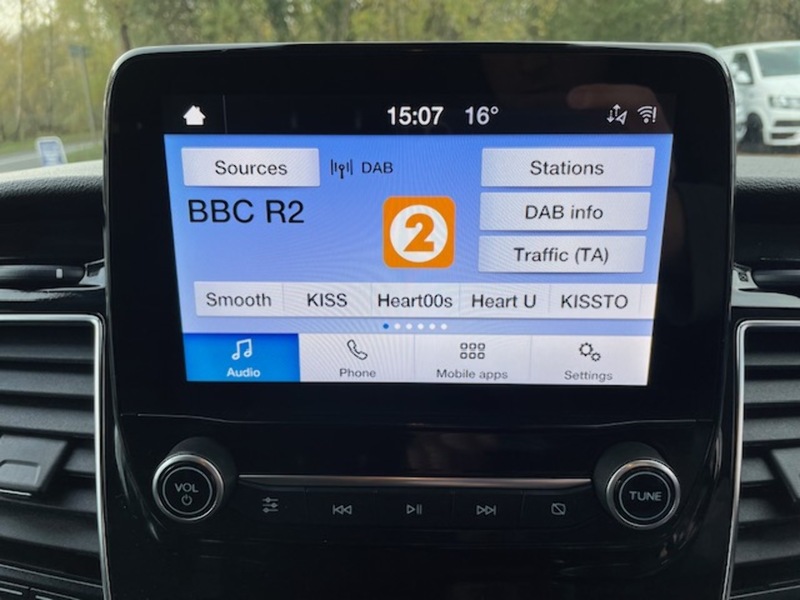 15:07 16°
Sources DAB Stations
BBC R2 2 DAB info
Traffic (TA)
Smooth KISS Heart00s Heart U KISSTO
Audio Phone Mobile apps Settings
VOL TUNE